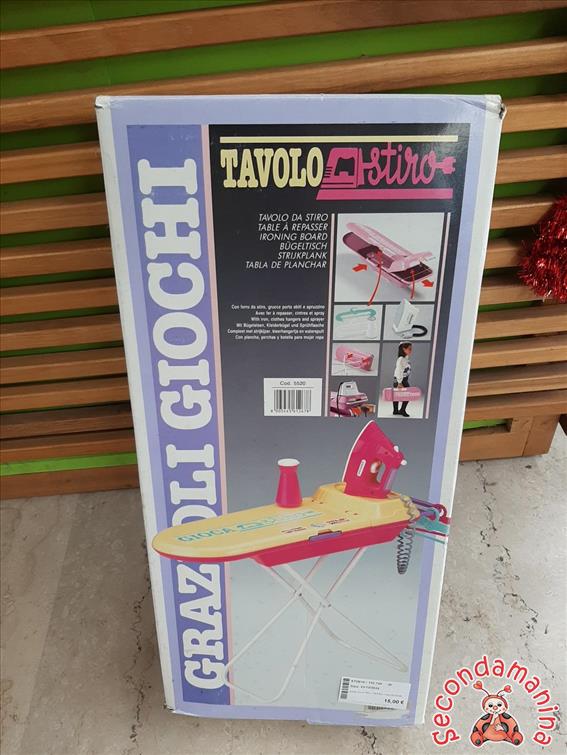 GRAZIOLI GIOCHI
TAVOLO stiro
TAVOLO DA STIRO
TABLE À REPASSER
IRONING BOARD
BÜGELTISCH
STRIJKPLANK
TABLA DE PLANCHAR
Con ferro da stiro, grucce porta abiti e spruzzino
Avec fer à repasser, cintres et spray
With iron, clothes hangers and sprayer
Mit Bügeleisen, Kleiderbügel und Sprühflasche
Compleet met strijkijzer, kleerhangertjes en waterspuit
Con plancha, perchas y botella para mujar ropa
Cod. 5520
GIOCA STIRO
15,00 €
Secondamanina